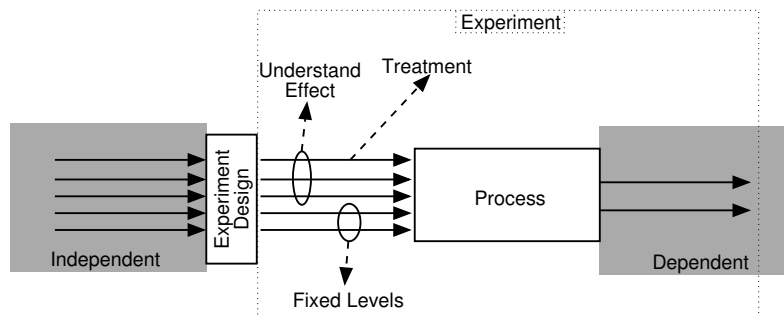 Experiment
Understand
Effect
Treatment
Experiment
Design
Process
Independent
Dependent
Fixed Levels